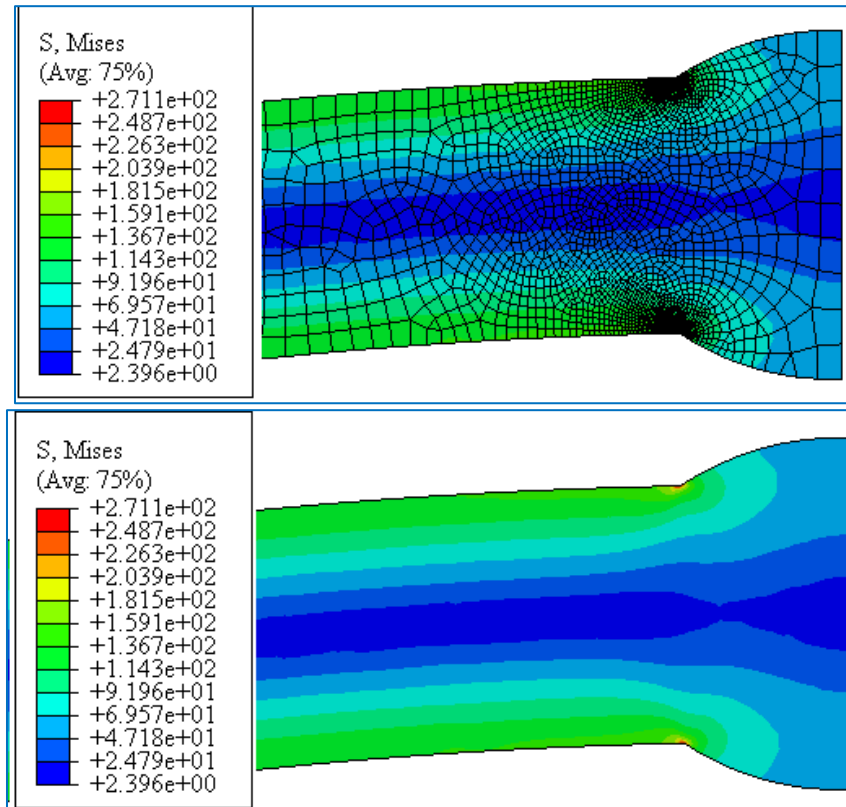 S, Mises
(Avg: 75%)
+2.711e+02
+2.487e+02
+2.263e+02
+2.039e+02
+1.815e+02
+1.591e+02
+1.367e+02
+1.143e+02
+9.196e+01
+6.957e+01
+4.718e+01
+2.479e+01
+2.396e+00
S, Mises
(Avg: 75%)
+2.711e+02
+2.487e+02
+2.263e+02
+2.039e+02
+1.815e+02
+1.591e+02
+1.367e+02
+1.143e+02
+9.196e+01
+6.957e+01
+4.718e+01
+2.479e+01
+2.396e+00